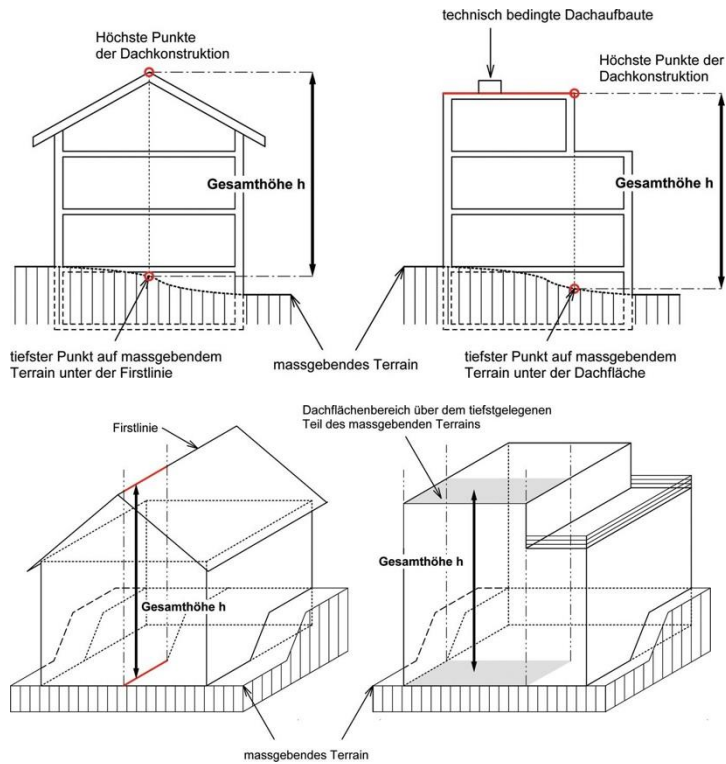 technisch bedingte Dachaufbaute
Höchste Punkte
der Dachkonstruktion
Höchste Punkte der
Dachkonstruktion
Gesamthöhe h
Gesamthöhe h
tiefster Punkt auf massgebendem
Terrain unter der Firstlinie
massgebendes Terrain
tiefster Punkt auf massgebendem
Terrain unter der Dachfläche
Firstlinie
Dachflächenbereich über dem tiefstgelegenen
Teil des massgebenden Terrains
Gesamthöhe h
Gesamthöhe h
massgebendes Terrain